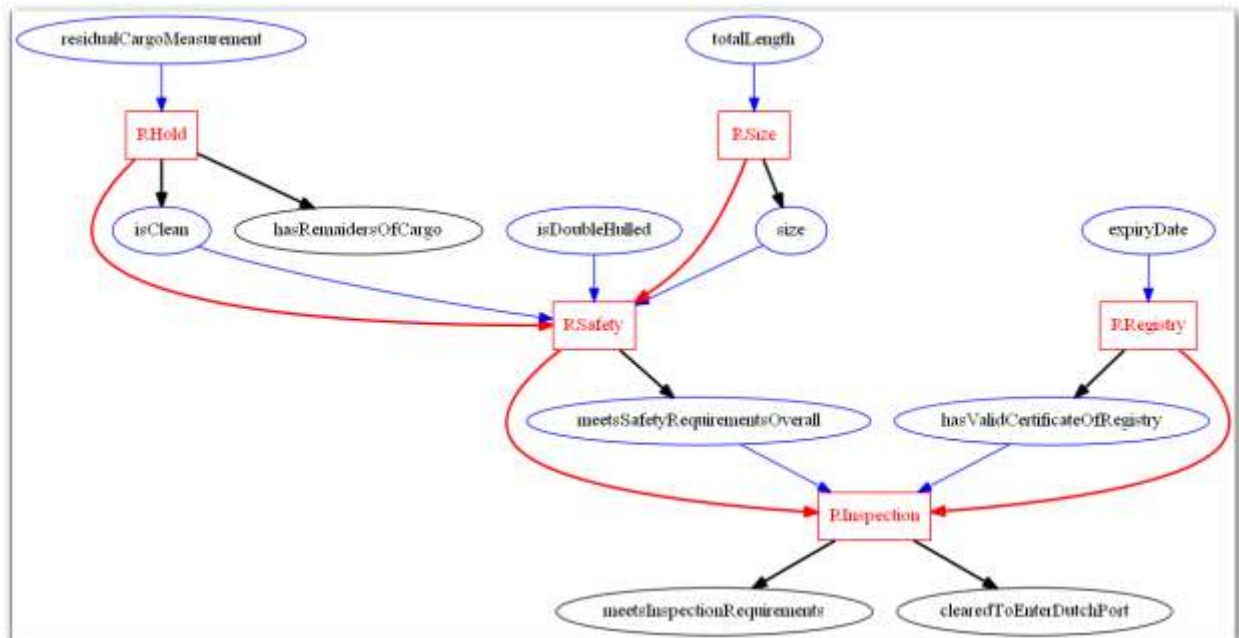 residualCargoMeasurement
totalLength
RHold
RSize
isClean
hasRemaidersOfCargo
isDoubleHulled
size
expiryDate
RSafety
RRegistry
meetsSafetyRequirementsOverall
hasValidCertificateOfRegistry
RInspection
meetsInspectionRequirements
clearedToEnterDutchPort